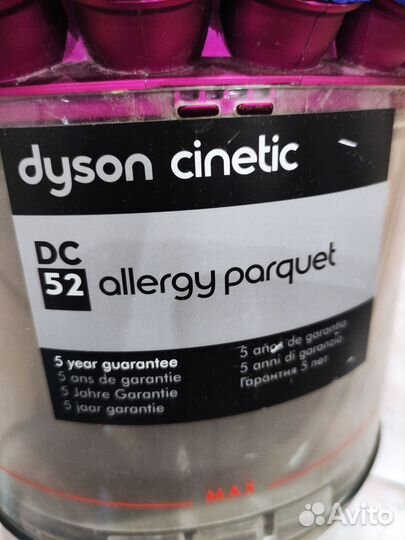 dyson cinetic
DC
52 allergy parquet
5 year guarantee
5 ans de garantie
5 Jahre Garantie
5 jaar garantie
5 años de garantía
5 anni di garanzia
Гарантия 5 лет
MAX
Avito